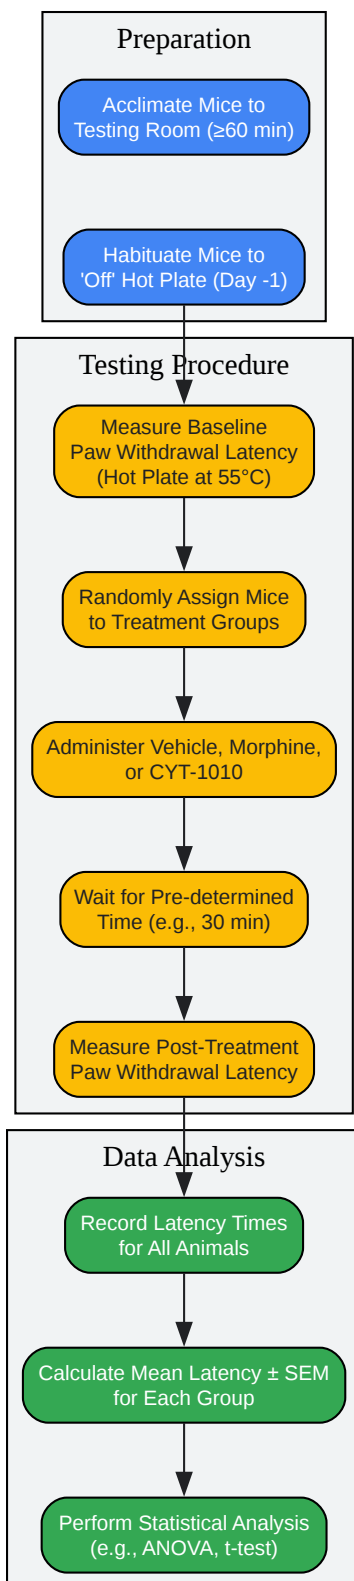 Preparation
Acclimate Mice to
Testing Room (≥60 min)
Habituate Mice to
'Off' Hot Plate (Day -1)
Testing Procedure
Measure Baseline
Paw Withdrawal Latency
(Hot Plate at 55°C)
Randomly Assign Mice
to Treatment Groups
Administer Vehicle, Morphine,
or CYT-1010
Wait for Pre-determined
Time (e.g., 30 min)
Measure Post-Treatment
Paw Withdrawal Latency
Data Analysis
Record Latency Times
for All Animals
Calculate Mean Latency ± SEM
for Each Group
Perform Statistical Analysis
(e.g., ANOVA, t-test)